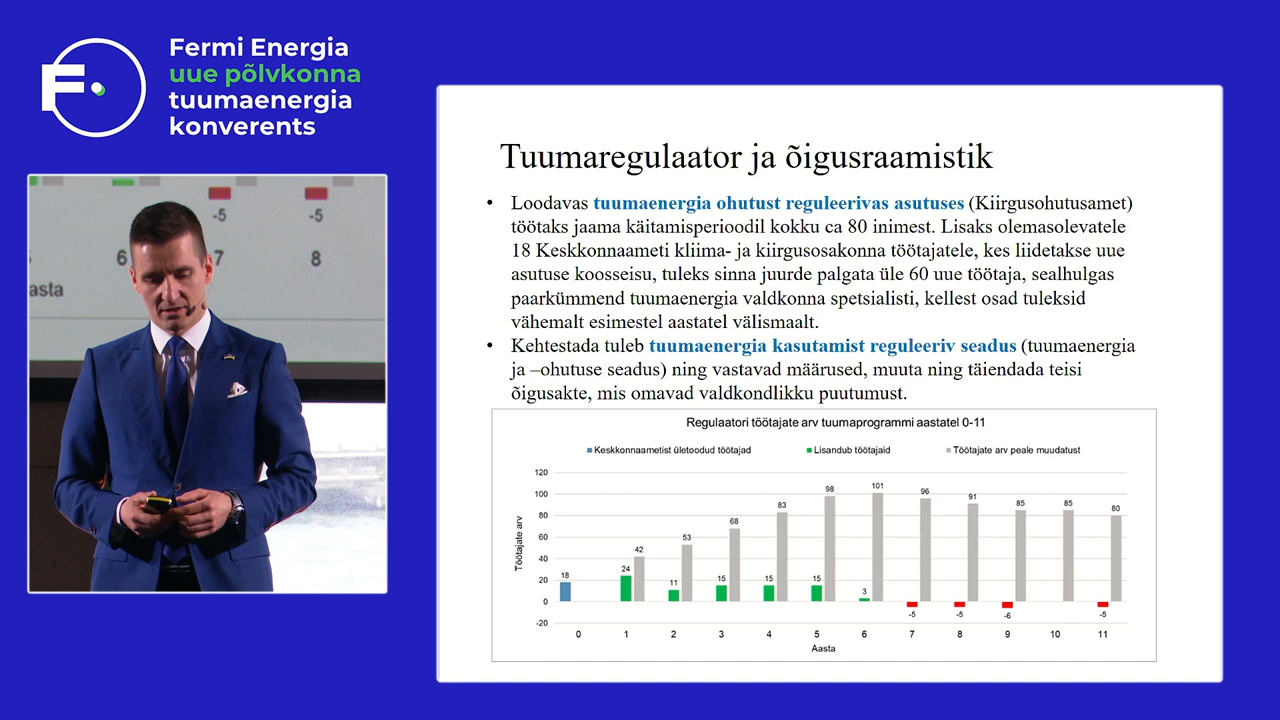 Fermi Energia
uue põlvkonna
tuumaenergia
konverents
-5
-5
6
7
8
asta
Tuumaregulaator ja õigusraamistik
• Loodavas tuumaenergia ohutust reguleerivas asutuses (Kiirgusohutusamet)
töötaks jaama käitamisperioodil kokku ca 80 inimest. Lisaks olemasolevatele
18 Keskkonnaameti kliima- ja kiirgusosakonna töötajatele, kes liidetakse uue
asutuse koosseisu, tuleks sinna juurde palgata üle 60 uue töötaja, sealhulgas
paarkümmend tuumaenergia valdkonna spetsialisti, kellest osad tuleksid
vähemalt esimestel aastatel välismaalt.
• Kehtestada tuleb tuumaenergia kasutamist reguleeriv seadus (tuumaenergia
ja –ohutuse seadus) ning vastavad määrused, muuta ning täiendada teisi
õigusakte, mis omavad valdkondlikku puutumust.
Regulaatori töötajate arv tuumaprogrammi aastatel 0-11
Keskkonnaametist ületoodud töötajad Lisandub töötajaid Töötajate arv peale muudatust
Töötajate arv
120
100
80
60
40
20
0
-20
18
24 42
11 53
15 68
15 83
15 98
3 101
-5 96
-5 91
-6 85
85
-5 80
0 1 2 3 4 5 6 7 8 9 10 11
Aasta